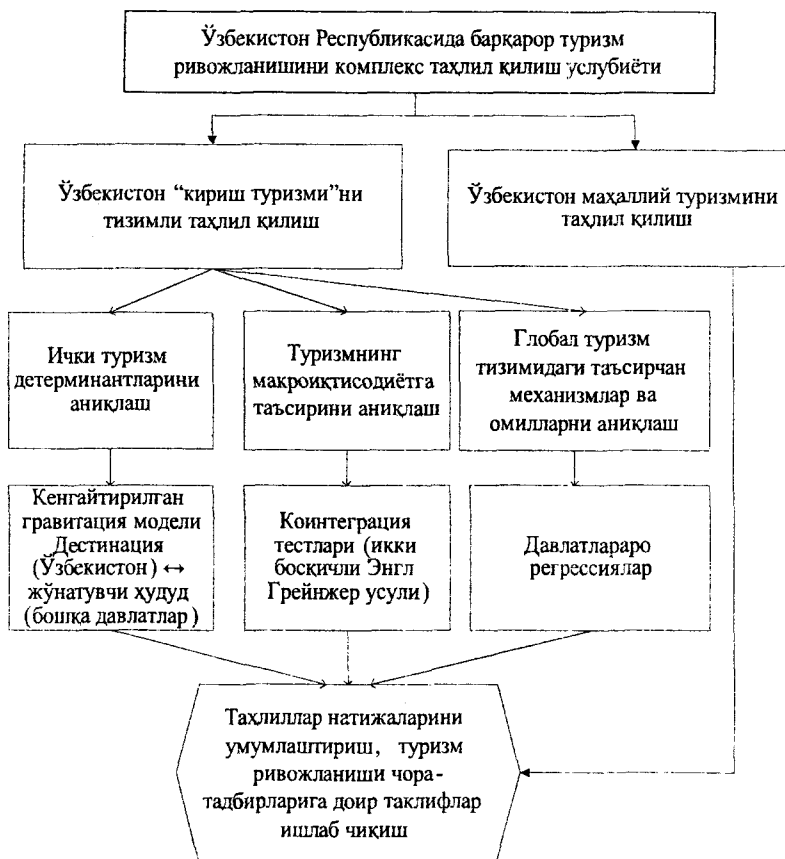 Ўзбекистон Республикасида барқарор туризм
ривожланишини комплекс таҳлил қилиш услубиёти
Ўзбекистон “кириш туризми”ни
тизимли таҳлил қилиш
Ўзбекистон маҳаллий туризмини
таҳлил қилиш
Ички туризм
детерминантларини
аниқлаш
Туризмнинг
макроиқтисодиётга
таъсирини аниқлаш
Глобал туризм
тизимидаги таъсирчан
механизмлар ва
омилларни аниқлаш
Кенгайтирилган
гравитация модели
Дестинация
(Ўзбекистон) ↔
жўнатувчи ҳудуд
(бошқа давлатлар)
Коинтеграция
тестлари (икки
босқичли Энгл
Грейнжер усули)
Давлатлараро
регрессиялар
Таҳлиллар натижаларини
умумлаштириш, туризм
ривожланиши чора-
тадбирларига доир таклифлар
ишлаб чиқиш